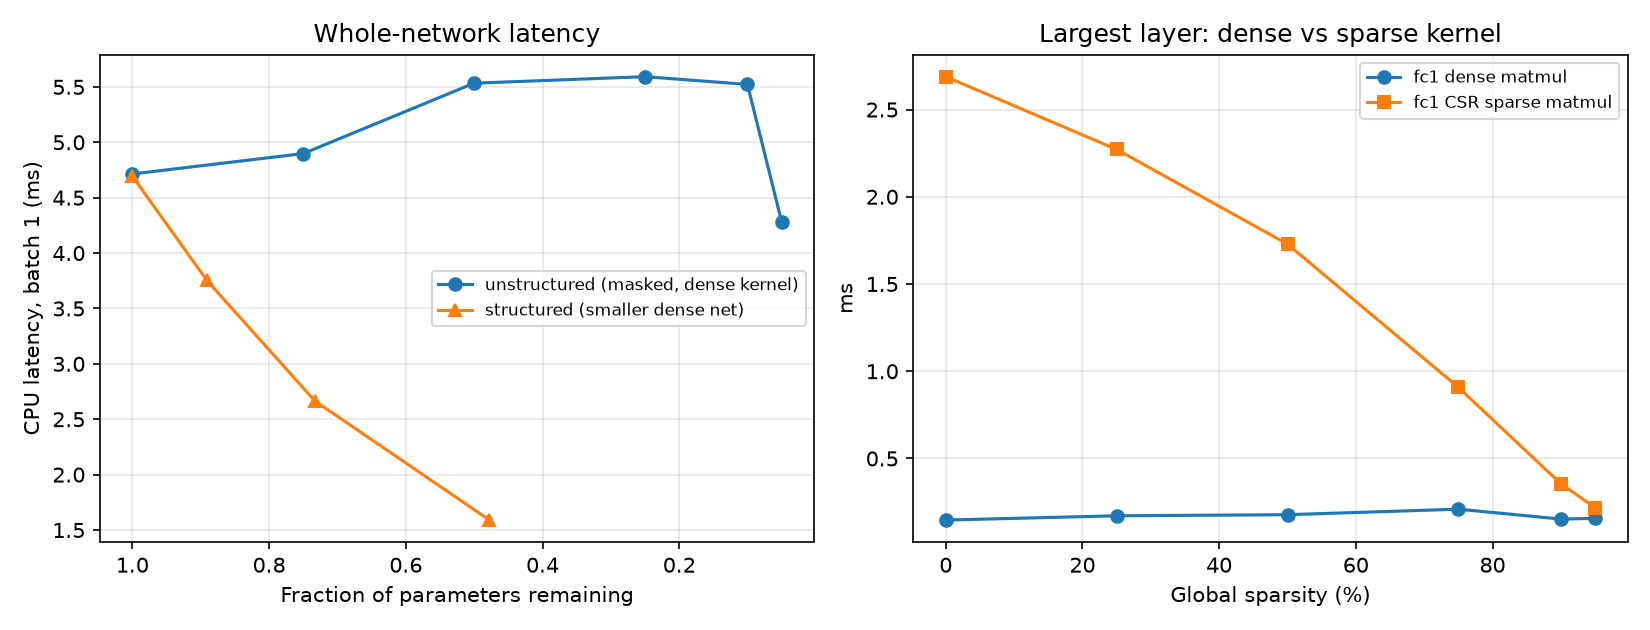 Whole-network latency
CPU latency, batch 1 (ms)
5.5
5.0
4.5
4.0
3.5
3.0
2.5
2.0
1.5
unstructured (masked, dense kernel)
structured (smaller dense net)
1.0 0.8 0.6 0.4 0.2
Fraction of parameters remaining
Largest layer: dense vs sparse kernel
ms
2.5
2.0
1.5
1.0
0.5
fc1 dense matmul
fc1 CSR sparse matmul
0 20 40 60 80
Global sparsity (%)